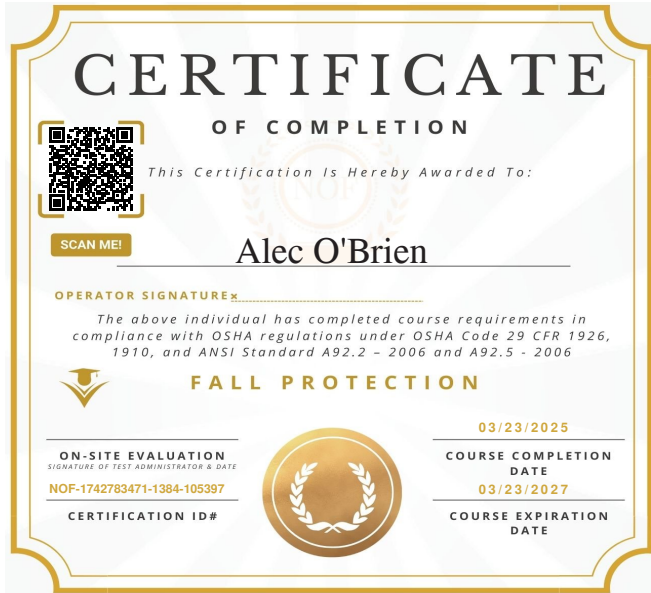 CERTIFICATE
OF COMPLETION
This Certification Is Hereby Awarded To:
NOF
SCAN ME!
Alec O'Brien
OPERATOR SIGNATURE:x
The above individual has completed course requirements in
compliance with OSHA regulations under OSHA Code 29 CFR 1926,
1910, and ANSI Standard A92.2 – 2006 and A92.5 - 2006
FALL PROTECTION
03/23/2025
ON-SITE EVALUATION
SIGNATURE OF TEST ADMINISTRATOR & DATE
COURSE COMPLETION
DATE
NOF-1742783471-1384-105397
03/23/2027
CERTIFICATION ID#
COURSE EXPIRATION
DATE